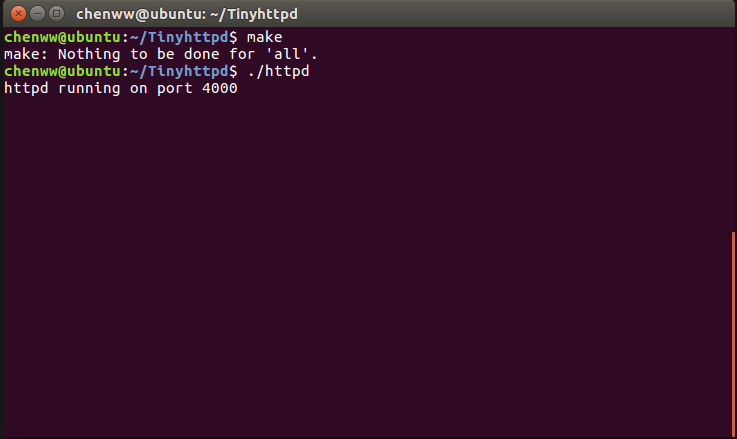 chenww@ubuntu: ~/Tinyhttpd
chenww@ubuntu:~/Tinyhttpd$ make
make: Nothing to be done for 'all'.
chenww@ubuntu:~/Tinyhttpd$ ./httpd
httpd running on port 4000